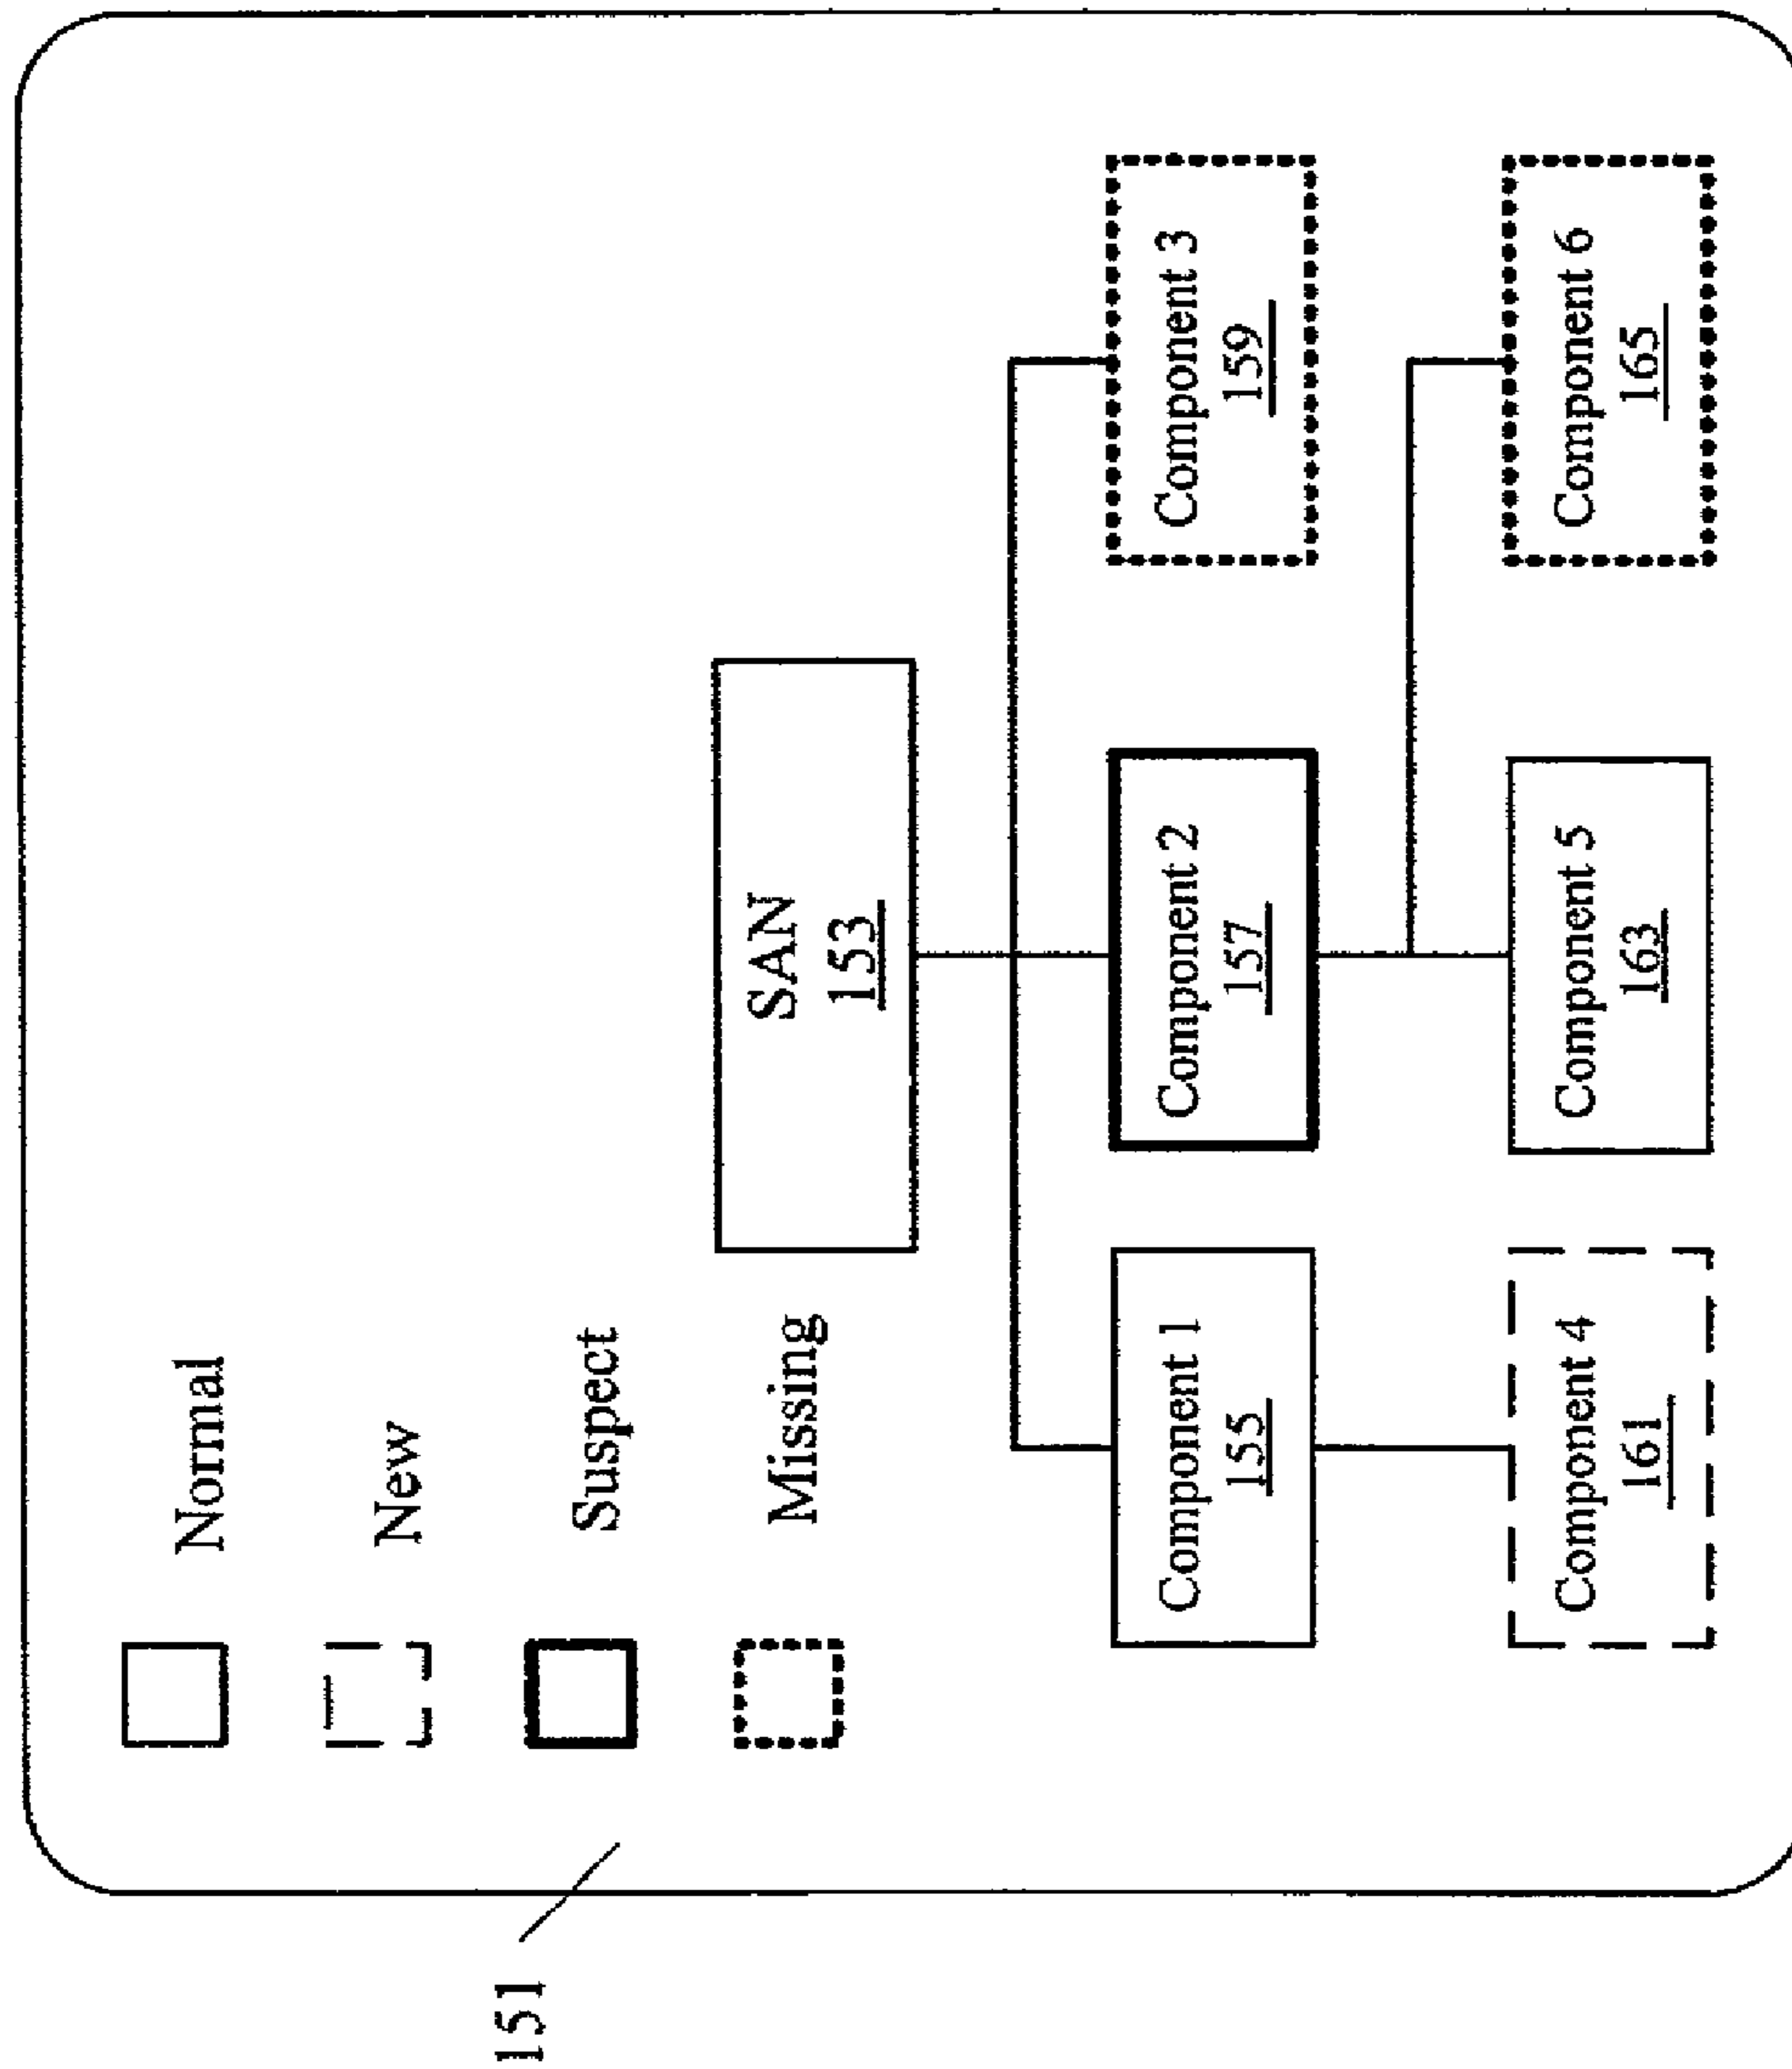 151
Normal
New
Suspect
Missing
SAN
153
Component 1
155
Component 2
157
Component 3
159
Component 4
161
Component 5
163
Component 6
165